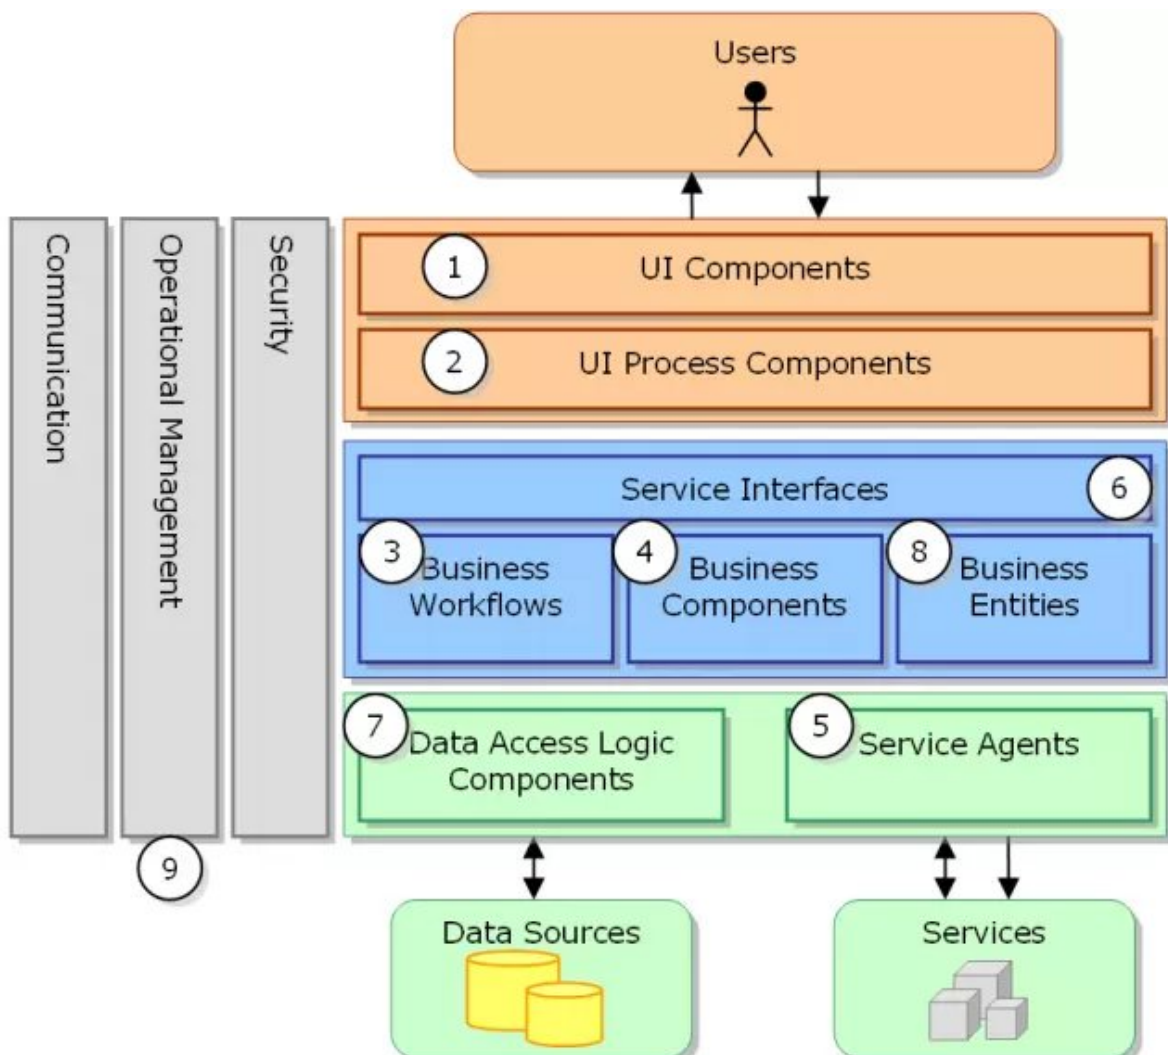 Users
Communication
Operational Management
Security
1
UI Components
2
UI Process Components
Service Interfaces
6
3
Business
Workflows
4
Business
Components
8
Business
Entities
7
Data Access Logic
Components
5
Service Agents
9
Data Sources
Services